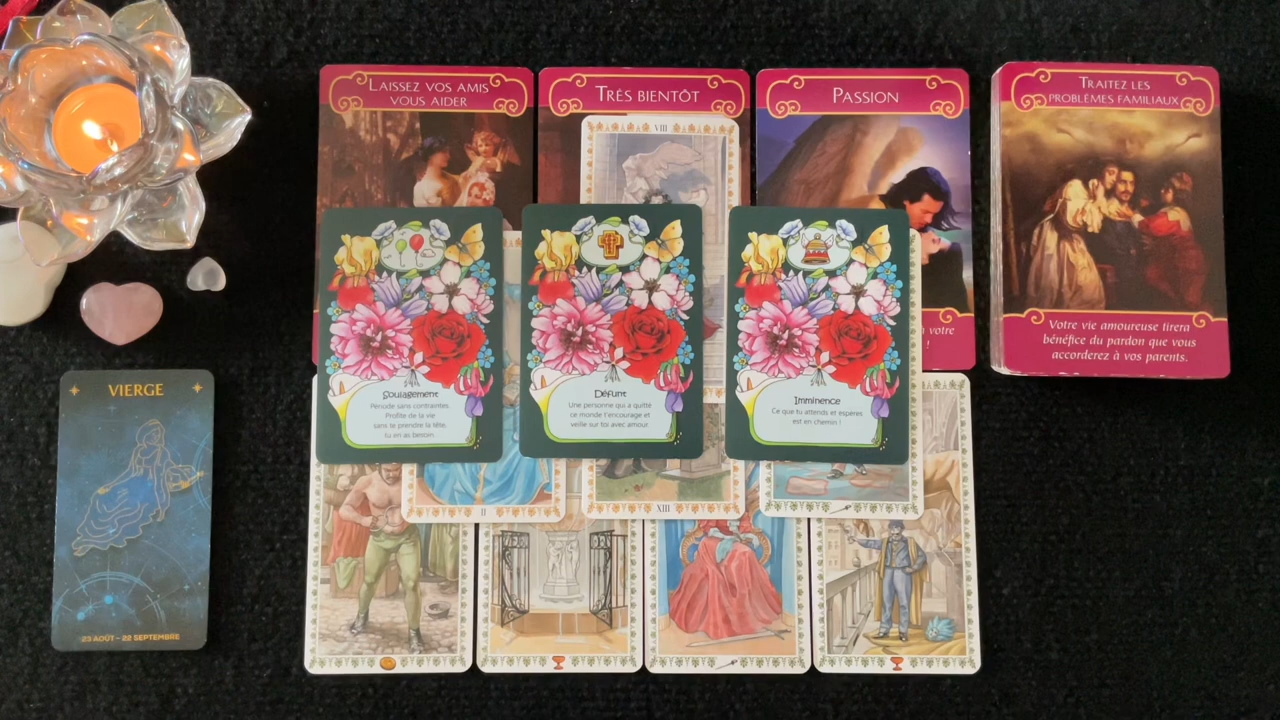 LAISSEZ VOS AMIS
VOUS AIDER
TRÈS BIENTÔT
PASSION
TRAITEZ LES
PROBLÈMES FAMILIAUX
VIII
votre
!
Votre vie amoureuse tirera
bénéfice du pardon que vous
accorderez à vos parents.
Soulagement
Période sans contraintes.
Profite de la vie
sans te prendre la tête,
tu en as besoin.
Défunt
Une personne qui a quitté
ce monde t'encourage et
veille sur toi avec amour
Imminence
Ce que tu attends et espères
est en chemin !
VIERGE
23 AOÛT – 22 SEPTEMBRE
II
XIII